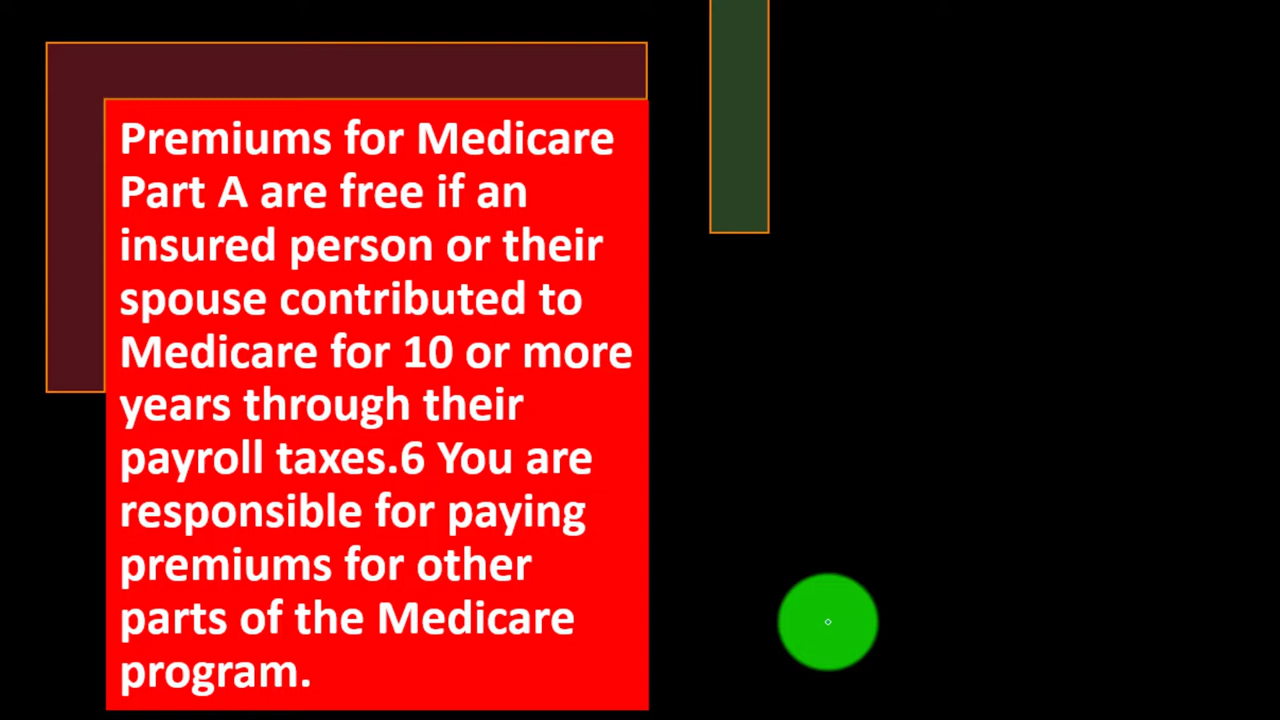 Premiums for Medicare
Part A are free if an
insured person or their
spouse contributed to
Medicare for 10 or more
years through their
payroll taxes.6 You are
responsible for paying
premiums for other
parts of the Medicare
program.